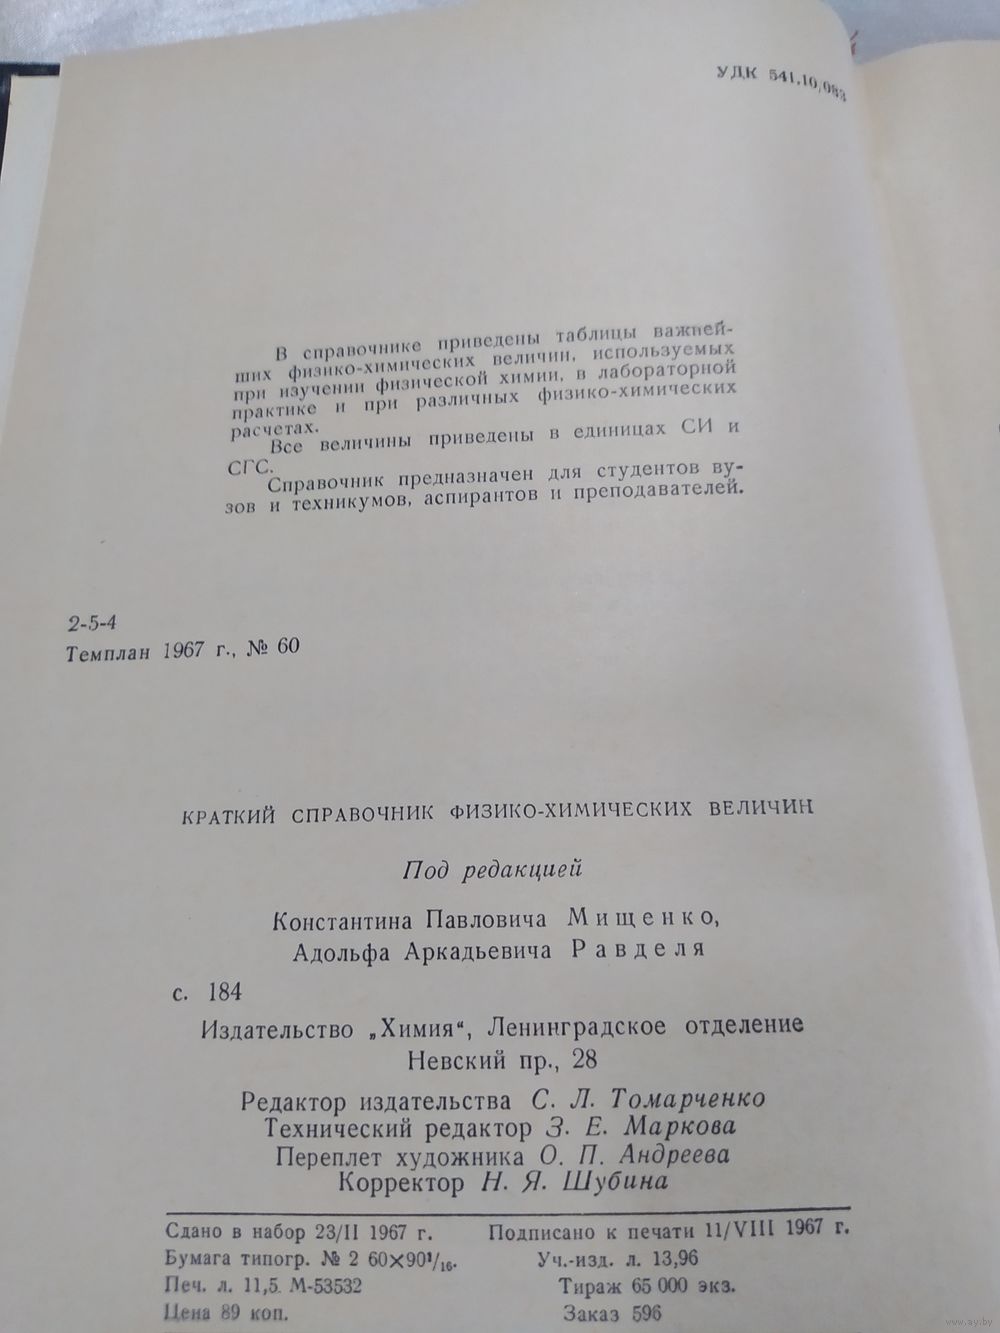 УДК 541.10.083
В справочнике приведены таблицы важней-
ших физико-химических величин, используемых
при изучении физической химии, в лабораторной
практике и при различных физико-химических
расчетах.
Все величины приведены в единицах СИ и
СГС.
Справочник предназначен для студентов ву-
зов и техникумов, аспирантов и преподавателей.
2-5-4
Темплан 1967 г., № 60
КРАТКИЙ СПРАВОЧНИК ФИЗИКО-ХИМИЧЕСКИХ ВЕЛИЧИН
Под редакцией
Константина Павловича Мищенко,
Адольфа Аркадьевича Равделя
с. 184
Издательство „Химия“, Ленинградское отделение
Невский пр., 28
Редактор издательства С. Л. Томарченко
Технический редактор З. Е. Маркова
Переплет художника О. П. Андреева
Корректор Н. Я. Шубина
Сдано в набор 23/II 1967 г. Подписано к печати 11/VIII 1967 г.
Бумага типогр. № 2 60×90¹/₁₆. Уч.-изд. л. 13,96
Печ. л. 11,5. М-53532 Тираж 65 000 экз.
Цена 89 коп. Заказ 596
www.ay.by